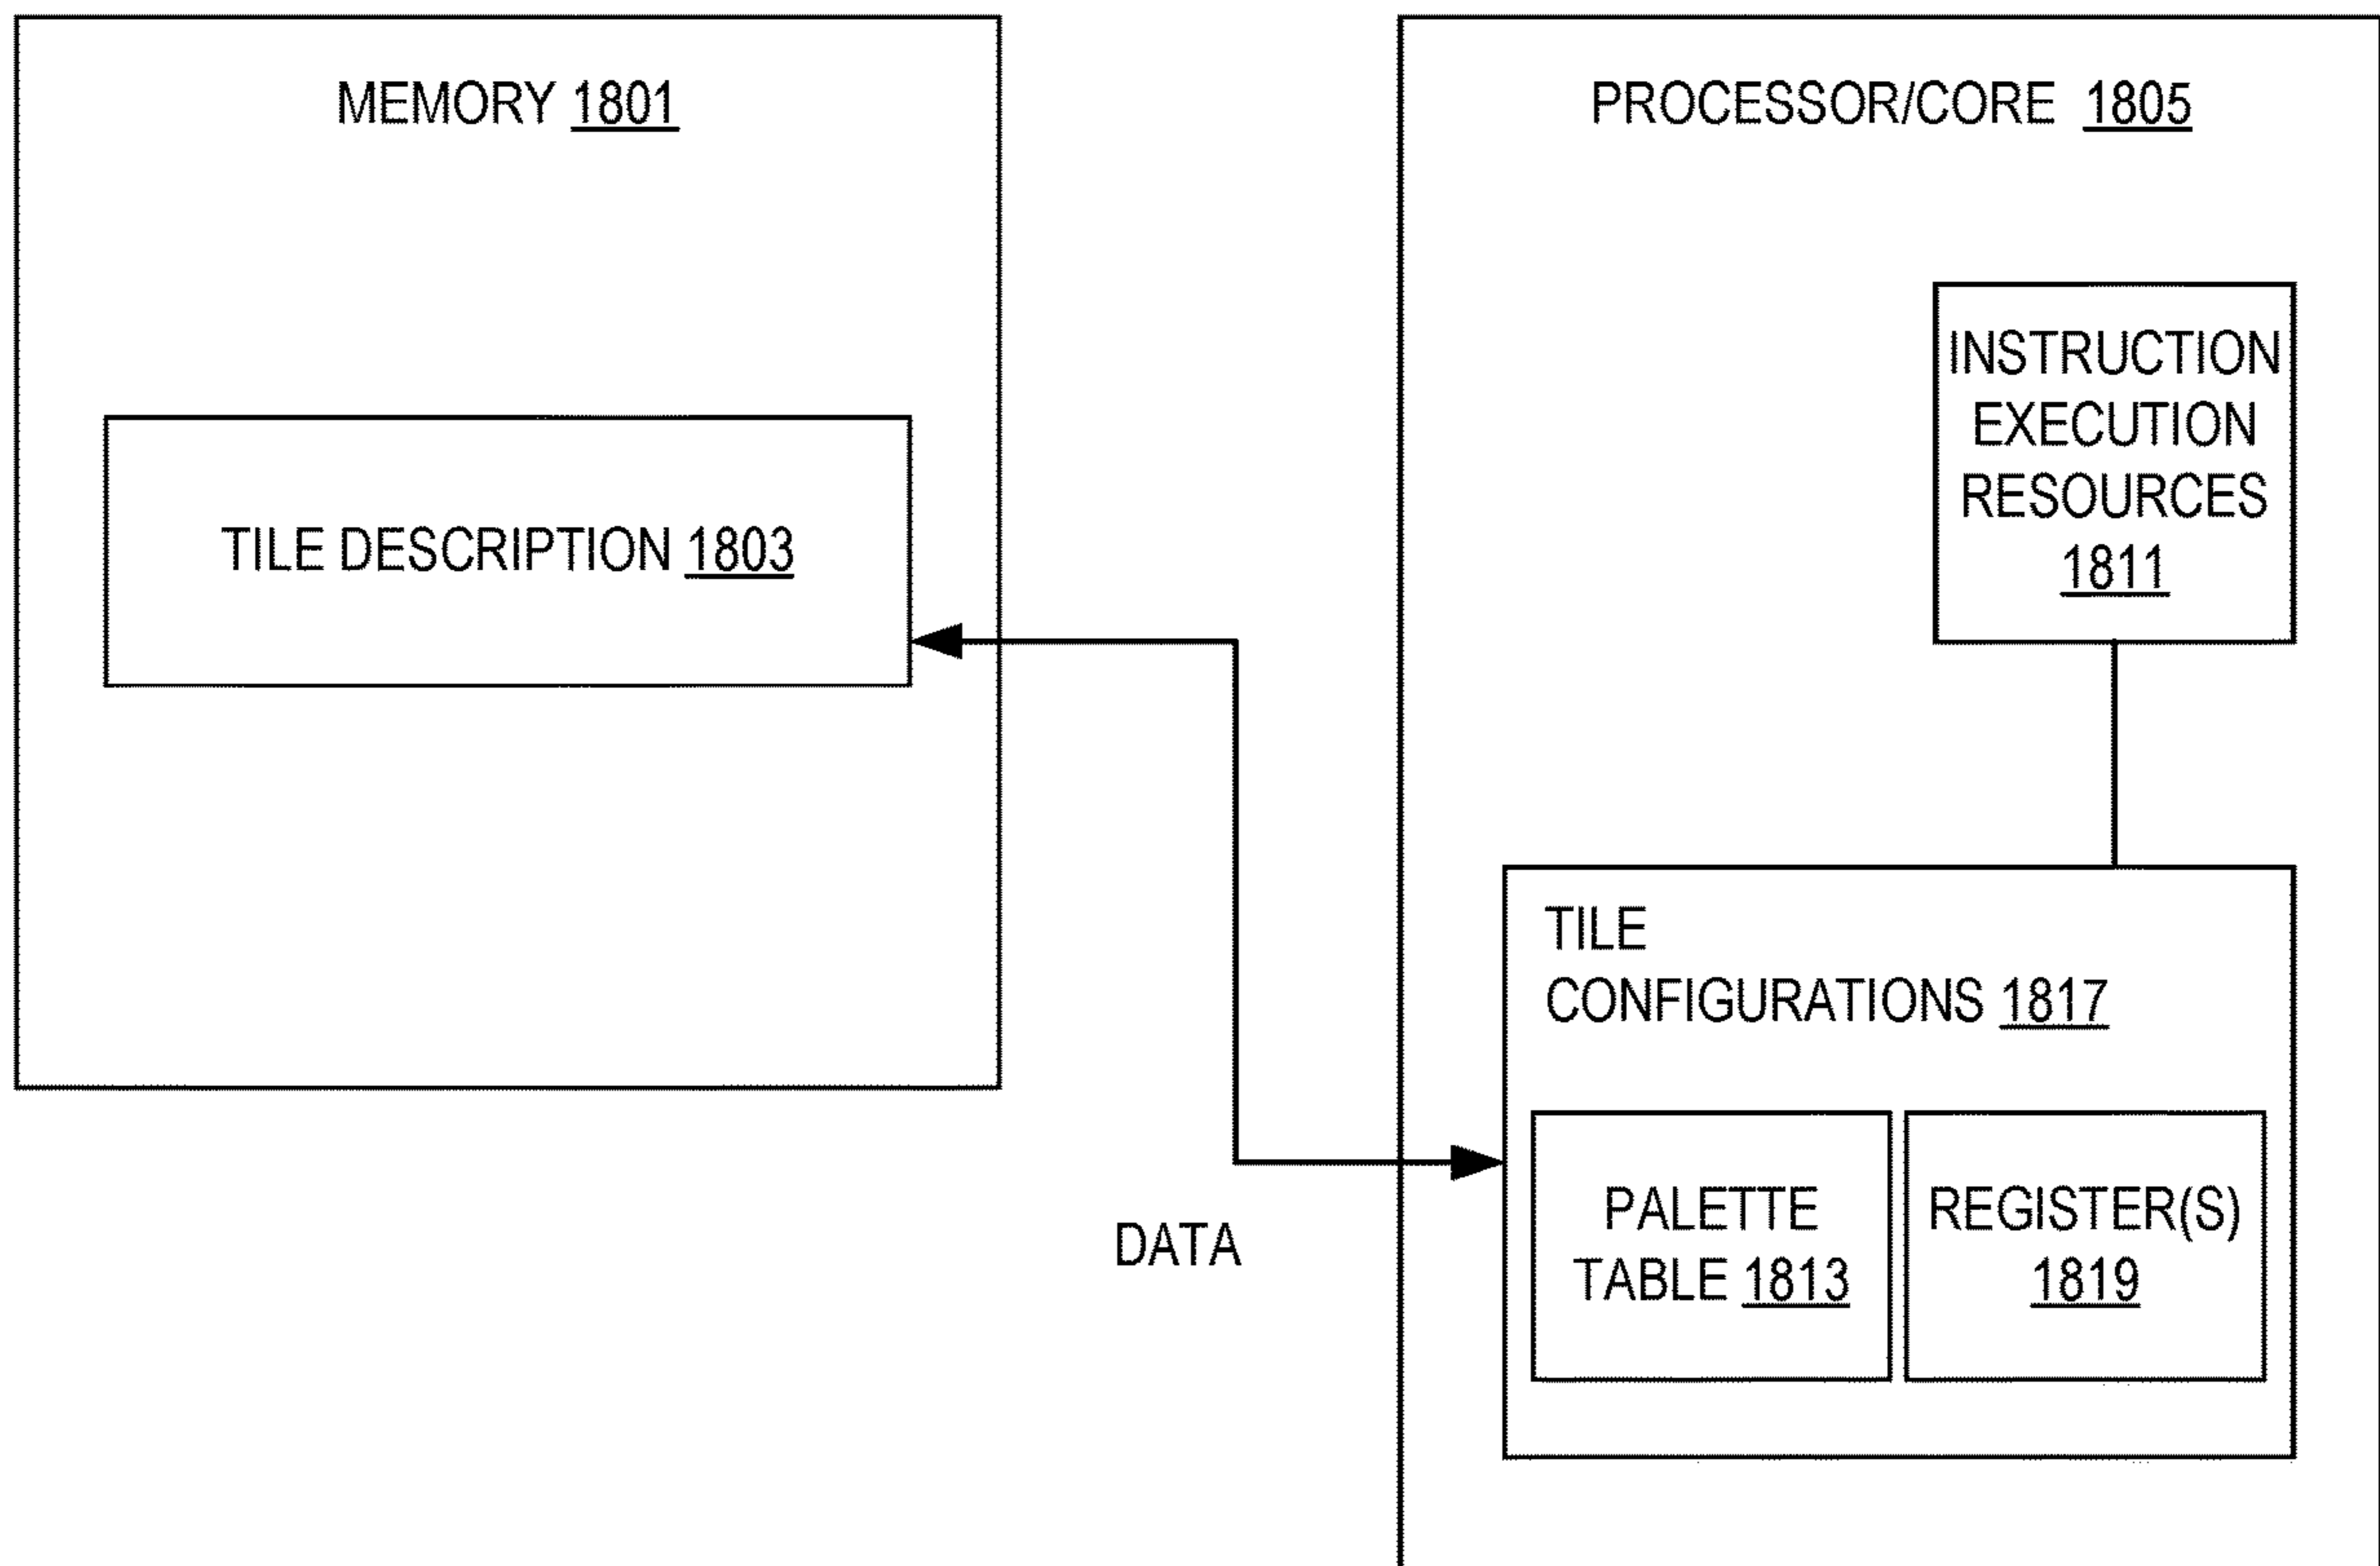 MEMORY 1801
TILE DESCRIPTION 1803
DATA
PROCESSOR/CORE 1805
INSTRUCTION
EXECUTION
RESOURCES
1811
TILE
CONFIGURATIONS 1817
PALETTE
TABLE 1813
REGISTER(S)
1819